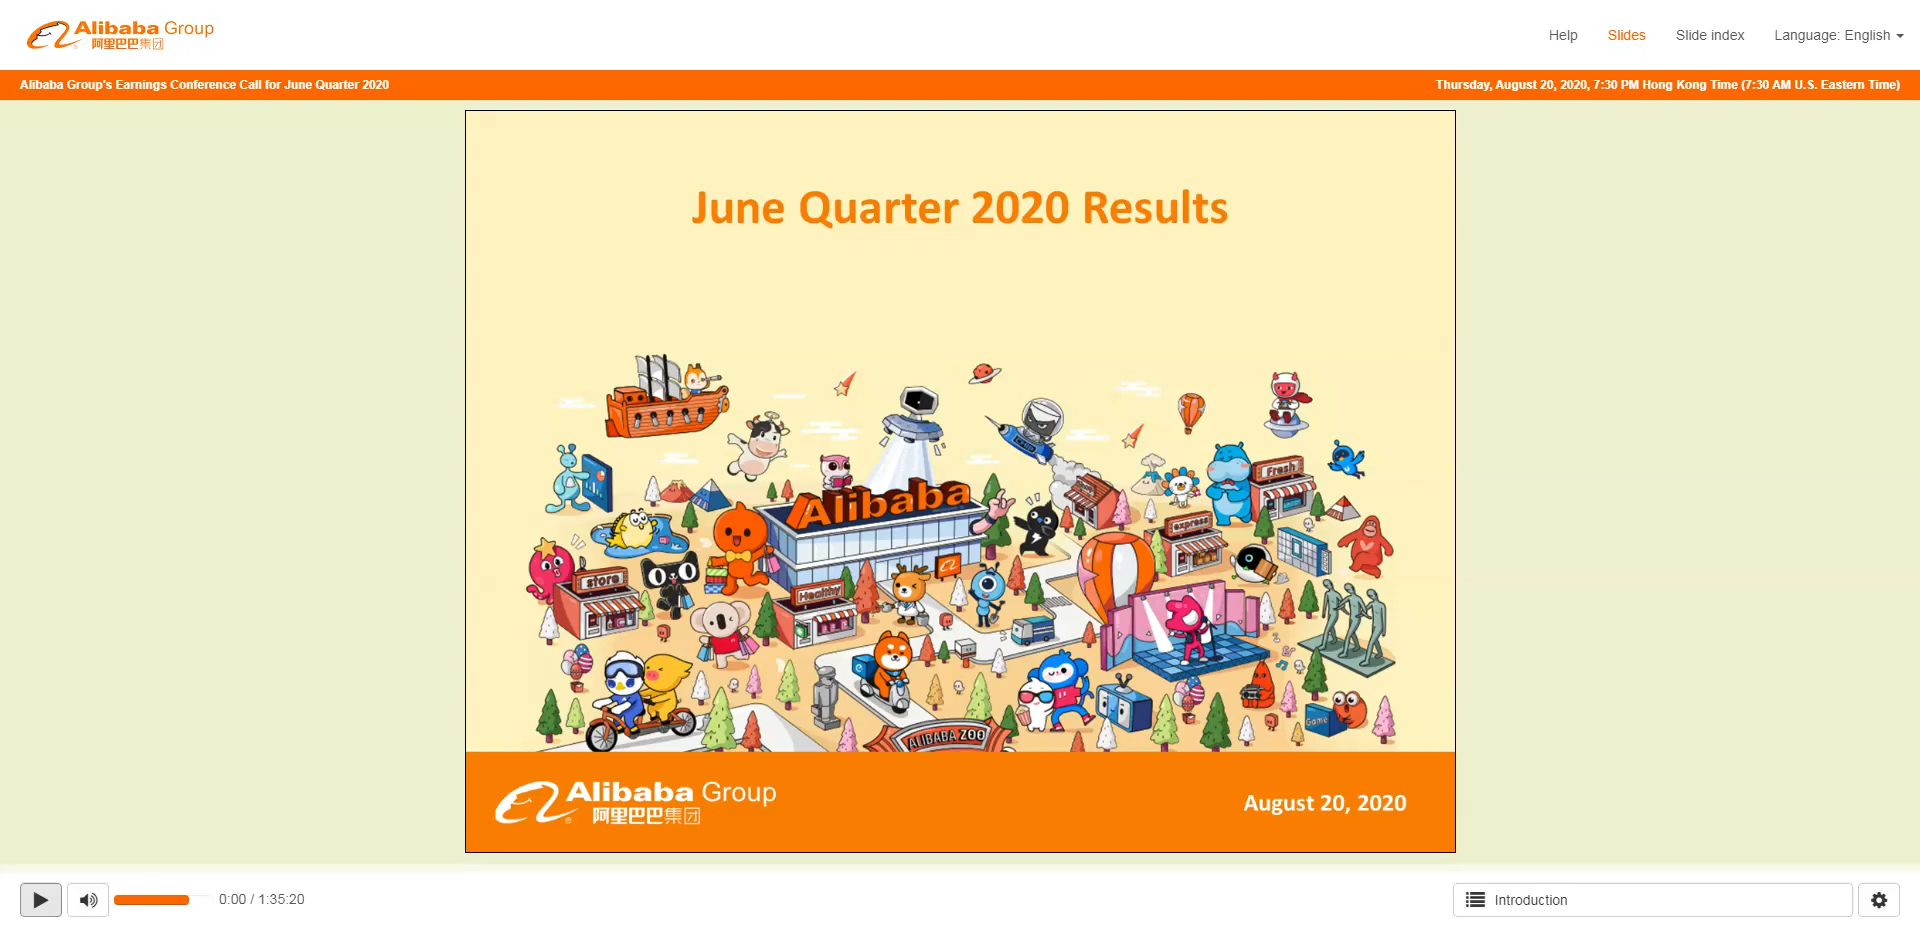 Alibaba Group
阿里巴巴集团
Help
Slides
Slide index
Language: English
Alibaba Group's Earnings Conference Call for June Quarter 2020
Thursday, August 20, 2020, 7:30 PM Hong Kong Time (7:30 AM U.S. Eastern Time)
June Quarter 2020 Results
Alibaba
Fresh
express
store
Healthy
Game
ALIBABA ZOO
Alibaba Group
阿里巴巴集团
August 20, 2020
0:00 / 1:35:20
Introduction